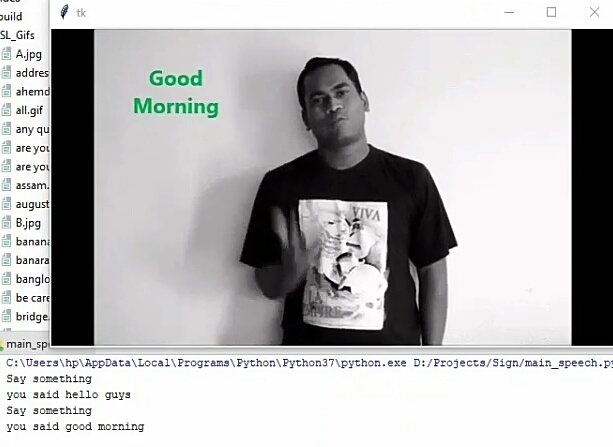 tk
build
SL_Gifs
A.jpg
addres
ahemd
all.gif
any qu
are you
are you
assam.
august
B.jpg
banana
banara
banglo
be care
bridge.
main_sp
Good
Morning
VIVA
LA
C:\Users\hp\AppData\Local\Programs\Python\Python37\python.exe D:/Projects/Sign/main_speech.py
Say something
you said hello guys
Say something
you said good morning